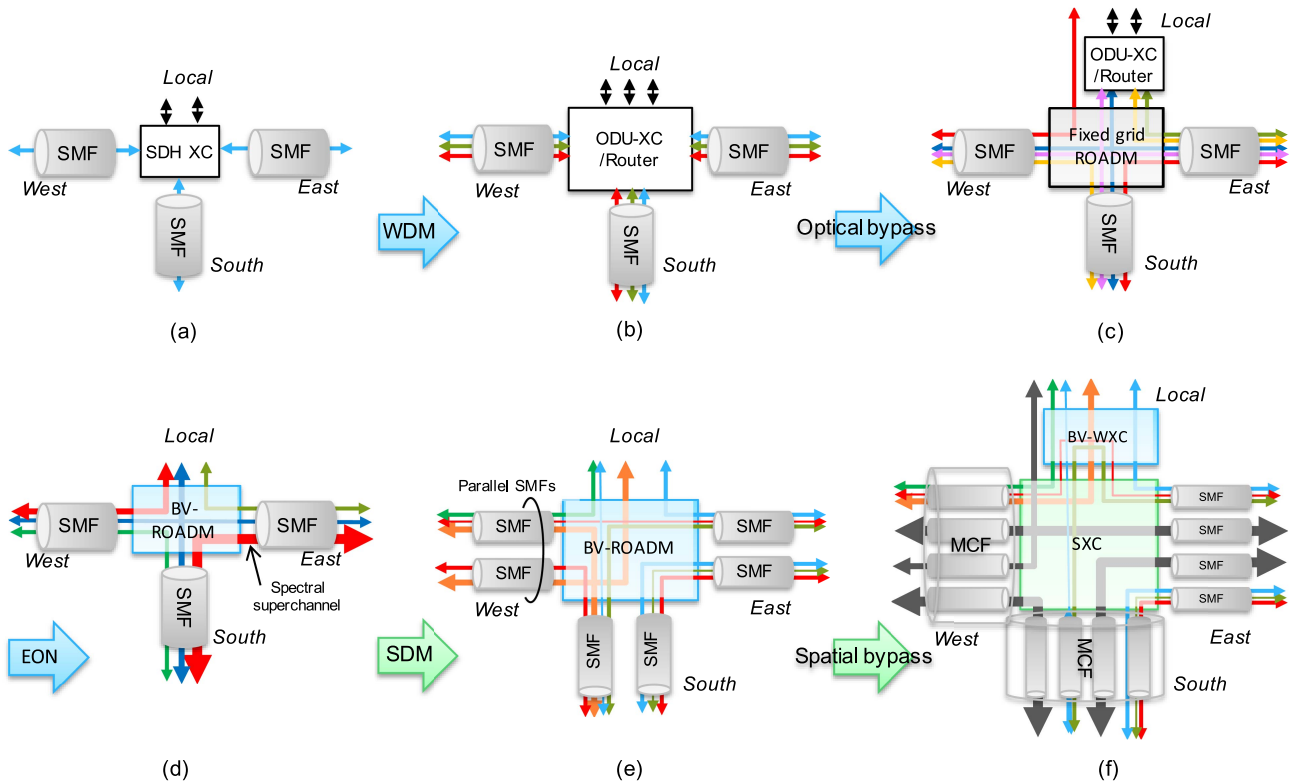 Local
SMF
SDH XC
SMF
West
East
SMF
South
(a)
WDM
Local
ODU-XC
/Router
SMF
SMF
West
East
SMF
South
(b)
Optical bypass
Local
ODU-XC
/Router
Fixed grid
ROADM
SMF
SMF
West
East
SMF
South
(c)
EON
Local
BV-
ROADM
SMF
SMF
West
East
Spectral
superchannel
SMF
South
(d)
SDM
Local
Parallel SMFs
SMF
SMF
BV-ROADM
SMF
SMF
West
East
SMF
SMF
South
(e)
Spatial bypass
Local
BV-WXC
SMF
SMF
MCF
SXC
SMF
SMF
West
East
MCF
South
(f)